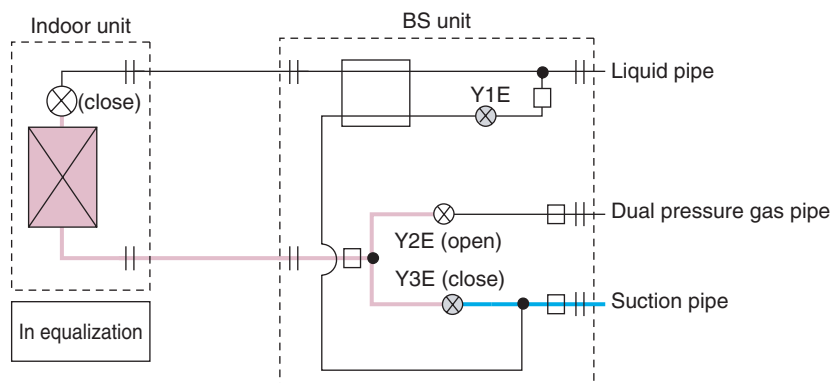 BS unit
Indoor unit
Liquid pipe
(close)
Y1E
Dual pressure gas pipe
Y2E (open)
Y3E (close)
Suction pipe
In equalization